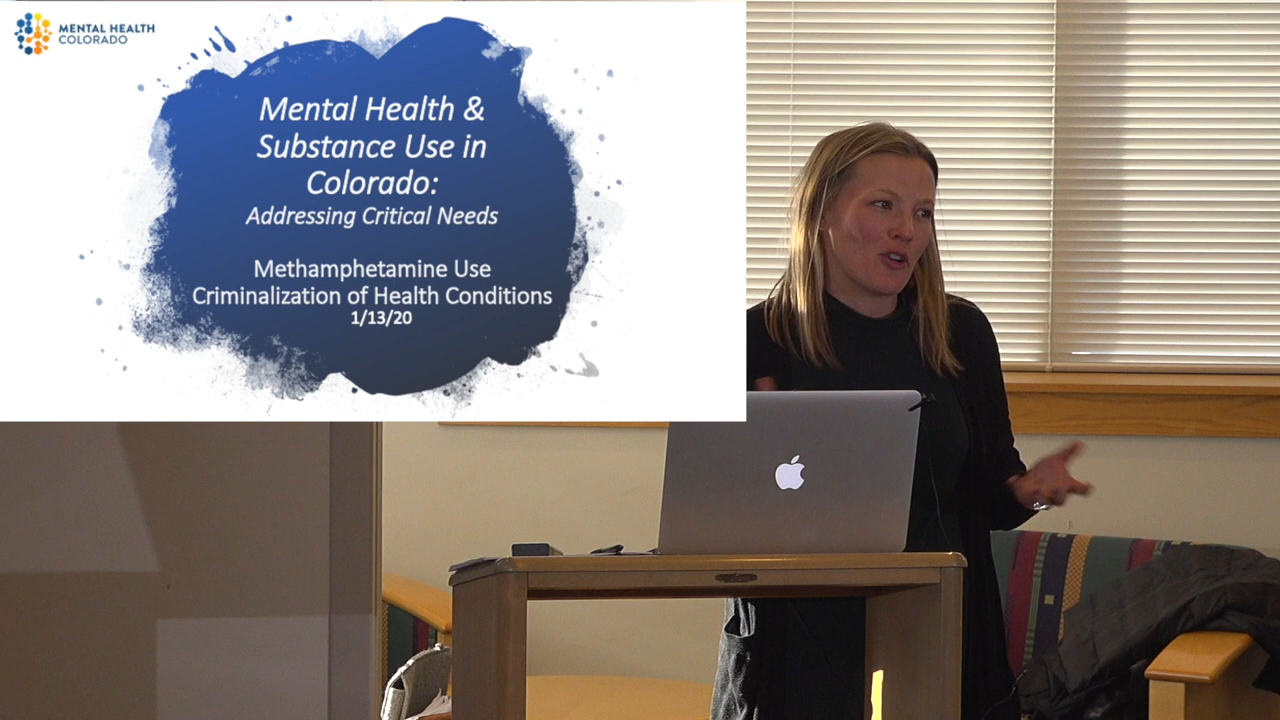 MENTAL HEALTH
COLORADO
Mental Health &
Substance Use in
Colorado:
Addressing Critical Needs
Methamphetamine Use
Criminalization of Health Conditions
1/13/20